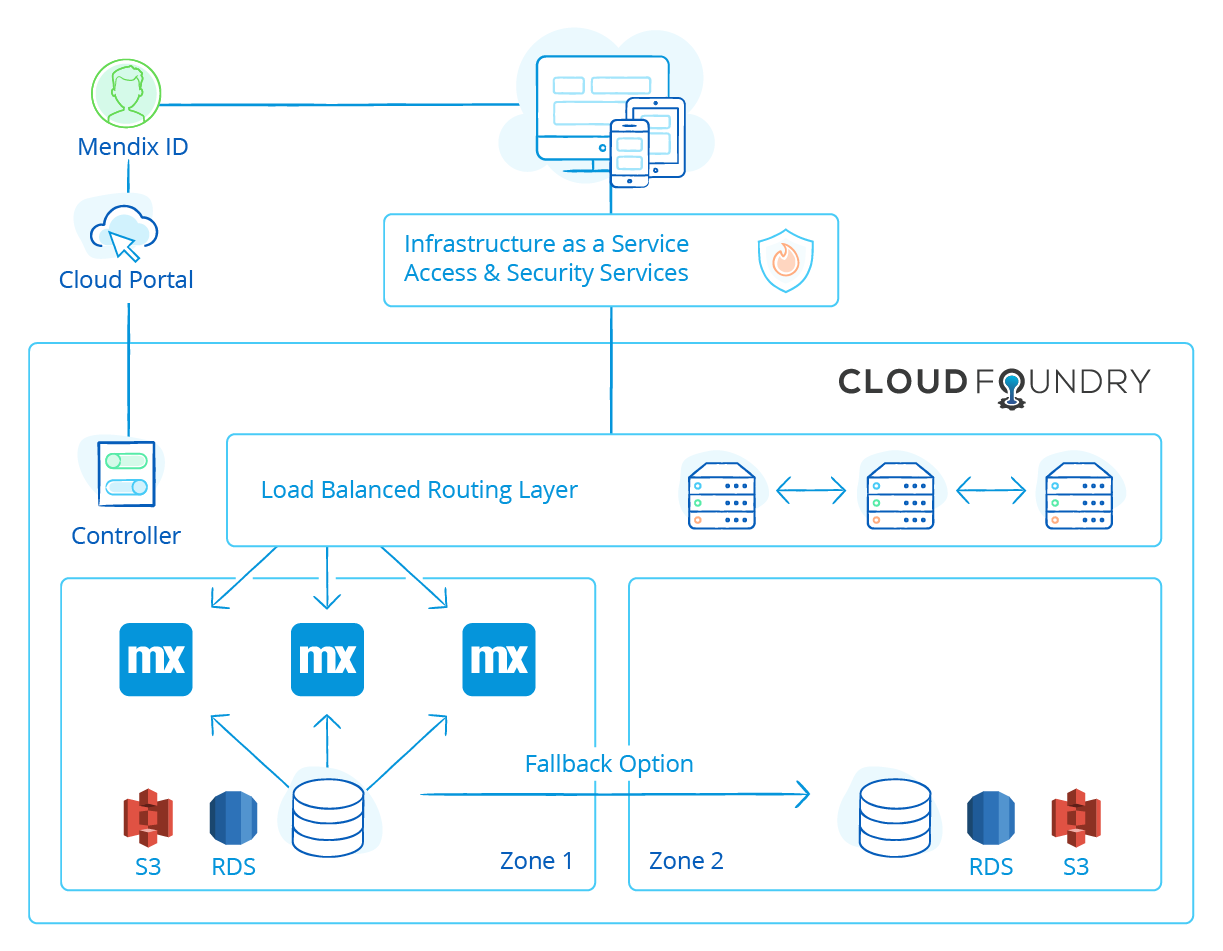 Mendix ID
Cloud Portal
Infrastructure as a Service
Access & Security Services
CLOUD FOUNDRY
Controller
Load Balanced Routing Layer
mx
mx
mx
Fallback Option
S3
RDS
Zone 1
Zone 2
RDS
S3